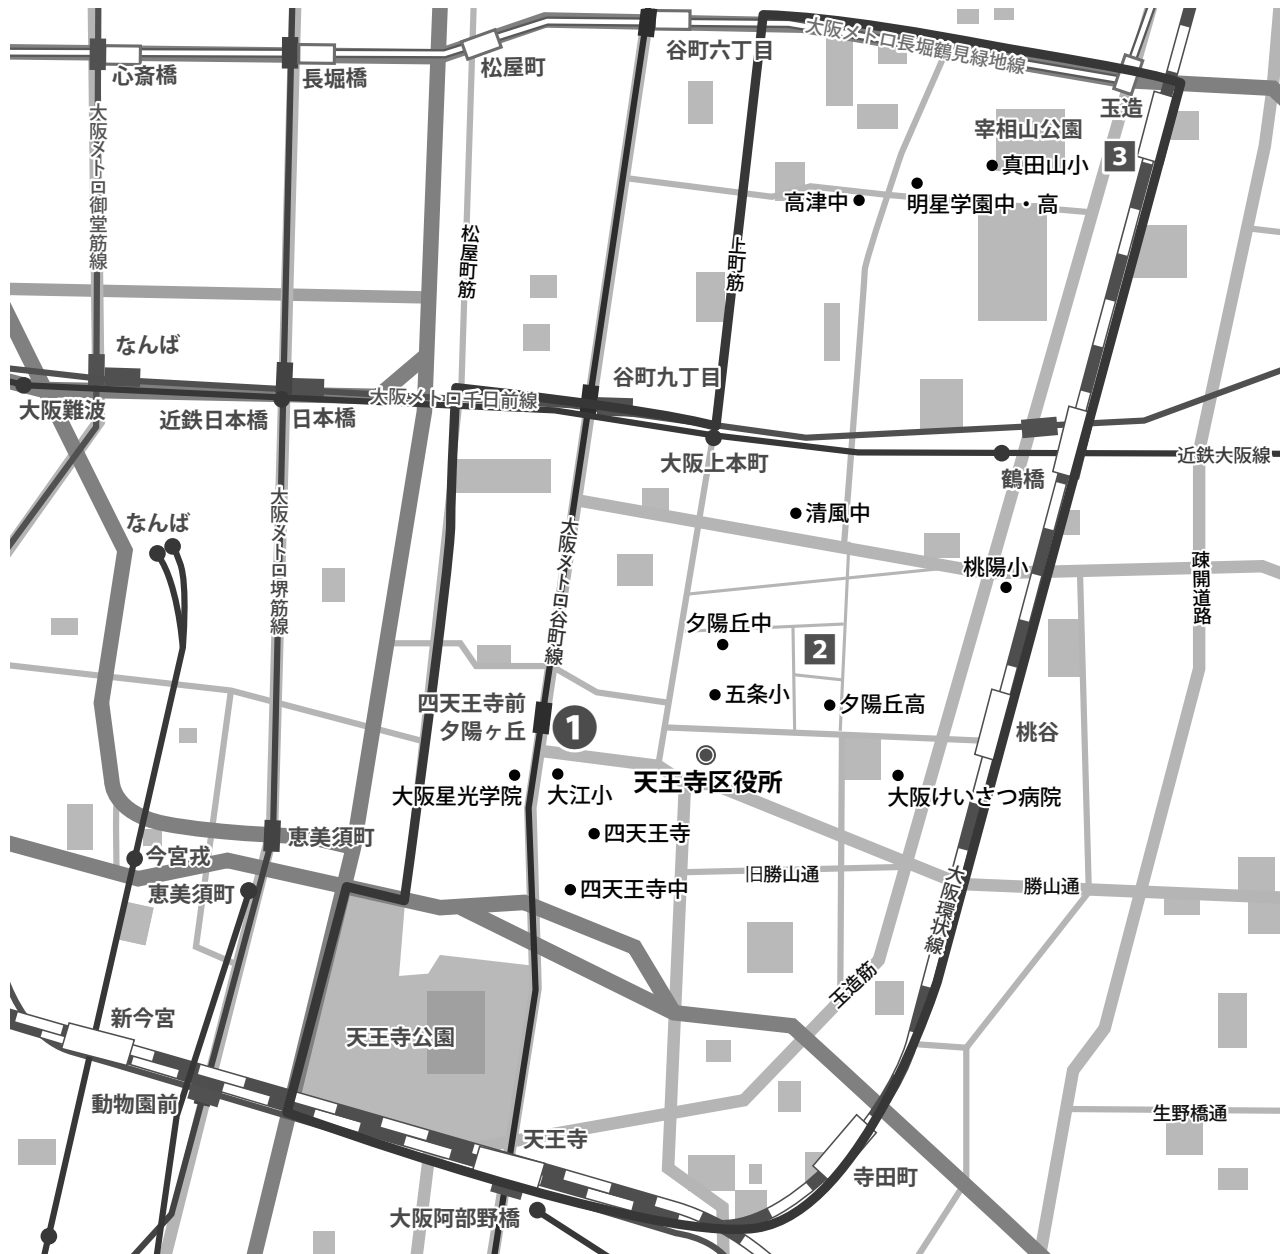 大阪メトロ長堀鶴見緑地線
谷町六丁目
松屋町
心斎橋
長堀橋
玉造
宰相山公園
3
真田山小
高津中
明星学園中・高
大阪メトロ御堂筋線
松屋町筋
上町筋
なんば
谷町九丁目
大阪メトロ千日前線
大阪難波
近鉄日本橋
日本橋
大阪上本町
鶴橋
近鉄大阪線
大阪メトロ堺筋線
なんば
清風中
大阪メトロ谷町線
桃陽小
疎開道路
夕陽丘中
2
五条小
夕陽丘高
四天王寺前
夕陽ヶ丘
1
桃谷
天王寺区役所
大阪星光学院
大江小
大阪けいさつ病院
恵美須町
四天王寺
今宮戎
恵美須町
四天王寺中
旧勝山通
勝山通
大阪環状線
玉造筋
新今宮
天王寺公園
動物園前
天王寺
生野橋通
寺田町
大阪阿部野橋